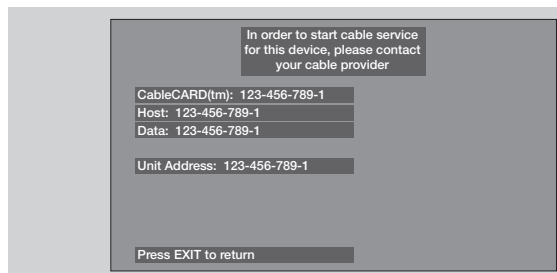 In order to start cable service
for this device, please contact
your cable provider
CableCARD(tm): 123-456-789-1
Host: 123-456-789-1
Data: 123-456-789-1
Unit Address: 123-456-789-1
Press EXIT to return